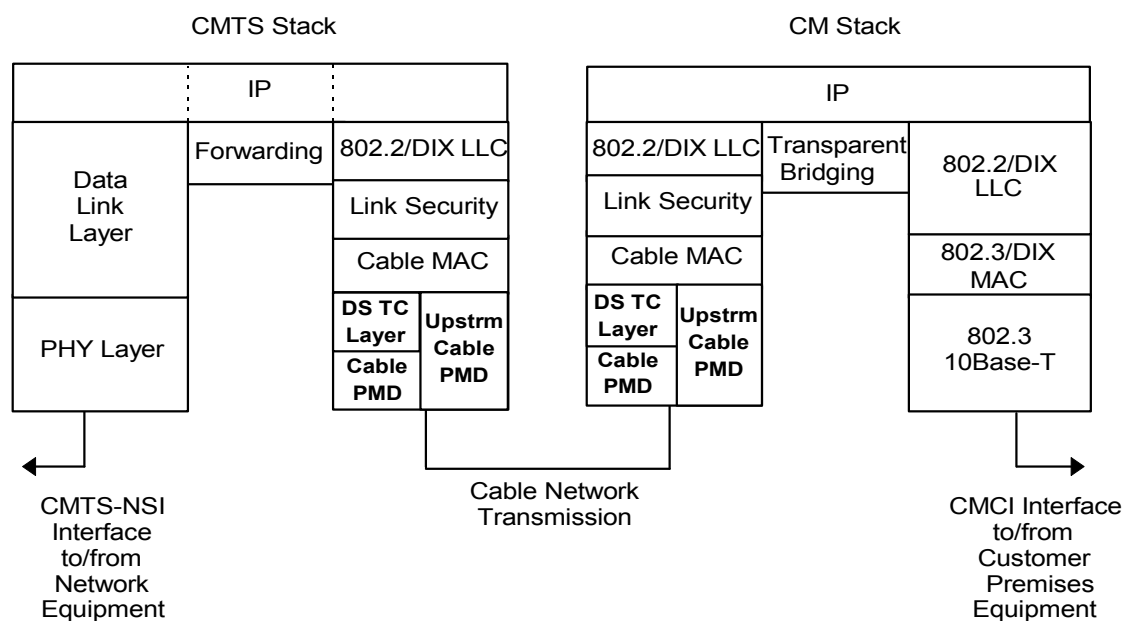 CMTS Stack
CM Stack
IP
Data
Link
Layer
Forwarding
802.2/DIX LLC
Link Security
Cable MAC
PHY Layer
DS TC
Layer
Cable
PMD
Upstrm
Cable
PMD
IP
802.2/DIX LLC
Transparent
Bridging
802.2/DIX
LLC
Link Security
Cable MAC
802.3/DIX
MAC
DS TC
Layer
Cable
PMD
Upstrm
Cable
PMD
802.3
10Base-T
CMTS-NSI
Interface
to/from
Network
Equipment
Cable Network
Transmission
CMCI Interface
to/from
Customer
Premises
Equipment